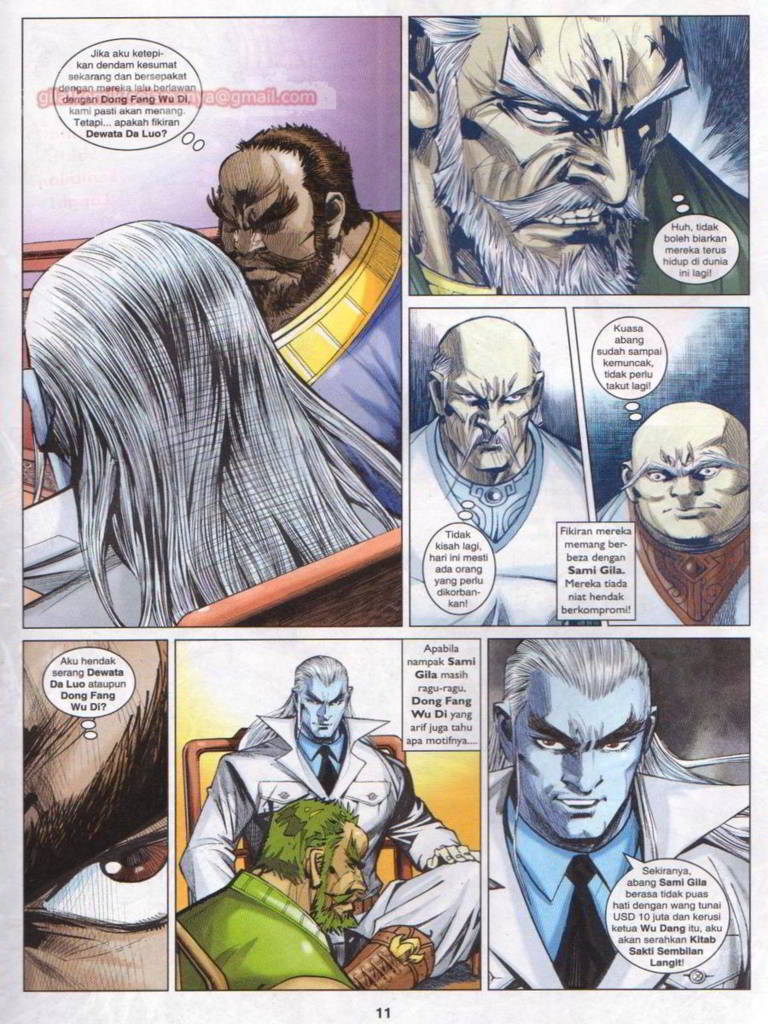 Jika aku ketepi-
kan dendam kesumat
sekarang dan bersepakat
dengan mereka lalu berlawan
dengan Dong Fang Wu Di,
kami pasti akan menang.
Tetapi... apakah fikiran
Dewata Da Luo?
Huh, tidak
boleh biarkan
mereka terus
hidup di dunia
ini lagi!
Tidak
kisah lagi,
hari ini mesti
ada orang
yang perlu
dikorban-
kan!
Kuasa
abang
sudah sampai
kemuncak,
tidak perlu
takut lagi!
Fikiran mereka
memang ber-
beza dengan
Sami Gila.
Mereka tiada
niat hendak
berkompromi!
Aku hendak
serang Dewata
Da Luo ataupun
Dong Fang
Wu Di?
Apabila
nampak Sami
Gila masih
ragu-ragu,
Dong Fang
Wu Di yang
arif juga tahu
apa motifnya....
Sekiranya,
abang Sami Gila
berasa tidak puas
hati dengan wang tunai
USD 10 juta dan kerusi
ketua Wu Dang itu, aku
akan serahkan Kitab
Sakti Sembilan
Langit!
11